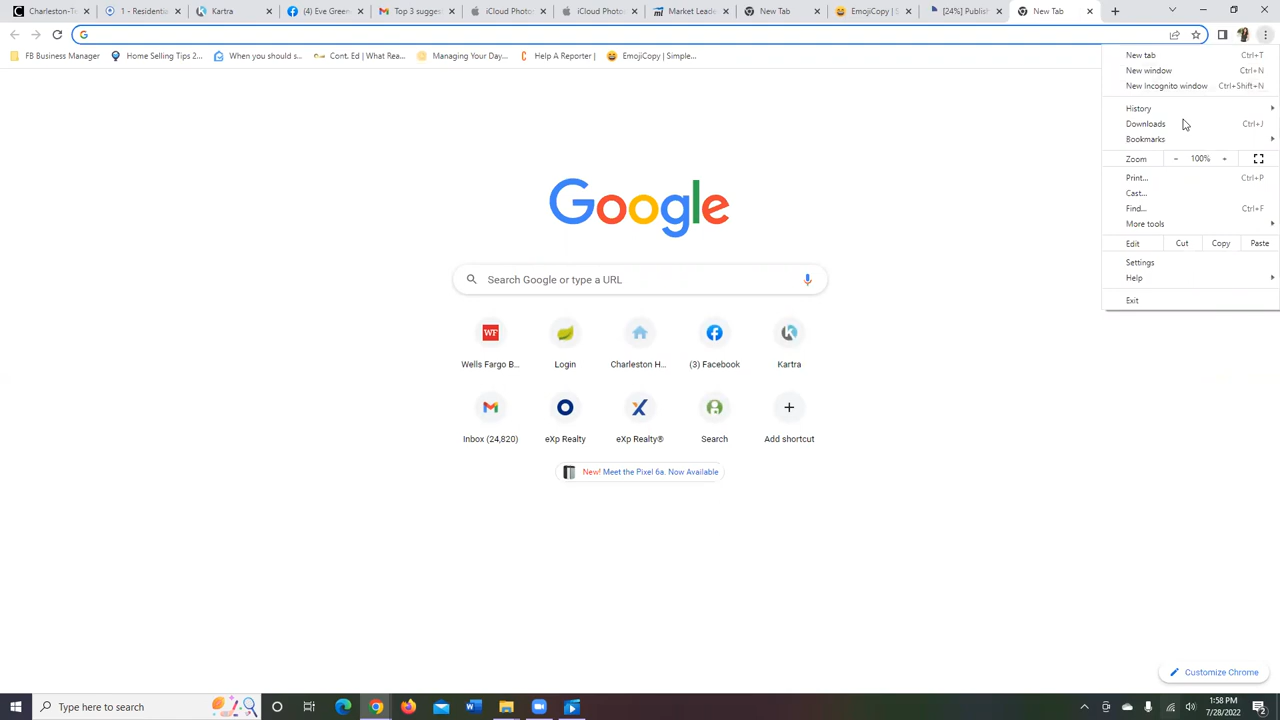 Charleston-Tr
1 - Residentia
Kartra
(4) Eve Green
Top 3 sugges
iCloud Photo
iCloud Photo
Market Leade
New Tab
EmojiCopy | S
[24%] Publish
New Tab
FB Business Manager
Home Selling Tips 2...
When you should s...
Cont. Ed | What Rea...
Managing Your Day...
Help A Reporter |
EmojiCopy | Simple...
New tab Ctrl+T
New window Ctrl+N
New Incognito window Ctrl+Shift+N
History
Downloads Ctrl+J
Bookmarks
Zoom - 100% +
Print... Ctrl+P
Cast...
Find... Ctrl+F
More tools
Edit Cut Copy Paste
Settings
Help
Exit
Google
Search Google or type a URL
WF
Wells Fargo B...
Login
Charleston H...
(3) Facebook
Kartra
Inbox (24,820)
eXp Realty
eXp Realty®
Search
Add shortcut
New! Meet the Pixel 6a. Now Available
Customize Chrome
Type here to search
1:58 PM
7/28/2022